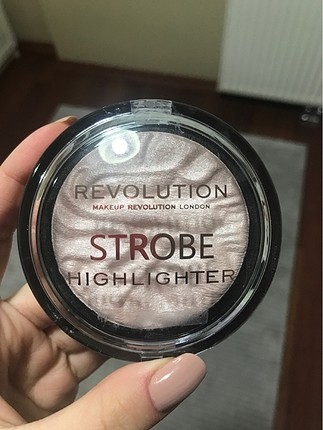 REVOLUTION
MAKEUP REVOLUTION LONDON
STROBE
HIGHLIGHTER